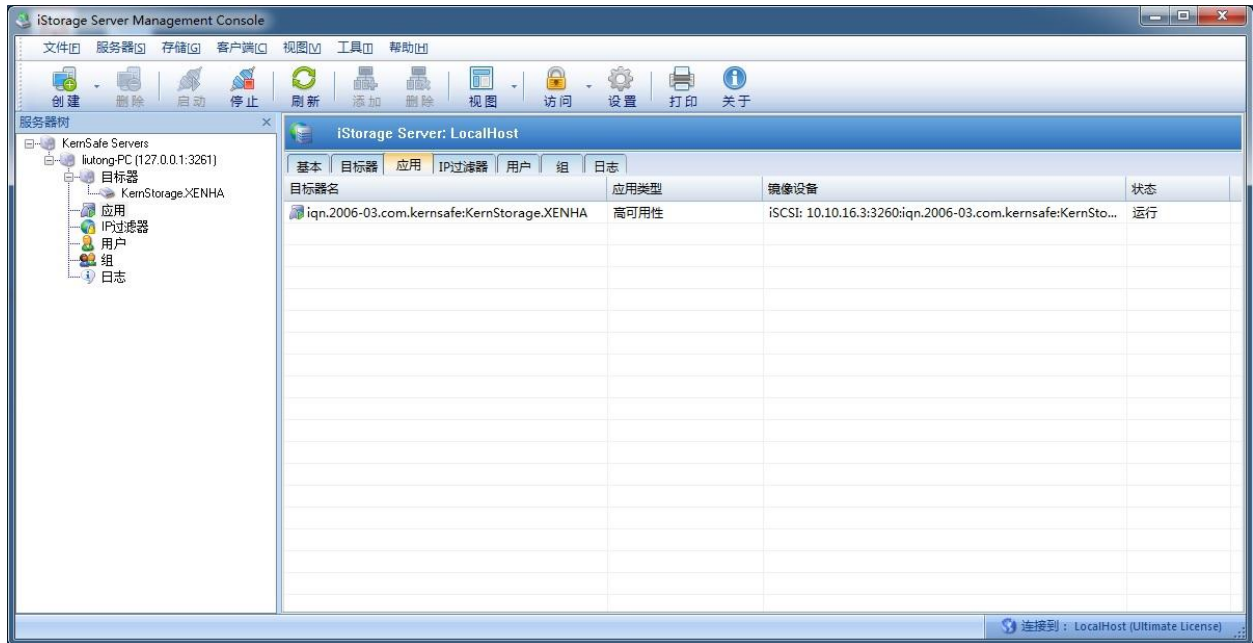 iStorage Server Management Console
文件[F] 服务器[S] 存储[G] 客户端[C] 视图[V] 工具[T] 帮助[H]
创建 删除 启动 停止 刷新 添加 删除 视图 访问 设置 打印 关于
服务器树
KernSafe Servers
liutong-PC (127.0.0.1:3261)
目标器
KernStorage.XENHA
应用
IP过滤器
用户
组
日志
iStorage Server: LocalHost
基本 目标器 应用 IP过滤器 用户 组 日志
目标器名 应用类型 镜像设备 状态
iqn.2006-03.com.kernsafe:KernStorage.XENHA 高可用性 iSCSI: 10.10.16.3:3260:iqn.2006-03.com.kernsafe:KernSto... 运行
连接到： LocalHost (Ultimate License)